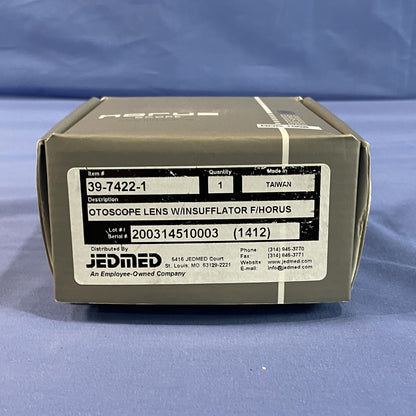 HORUS
SCOPE
Item # Quantity Made in
39-7422-1 1 TAIWAN
Description
OTOSCOPE LENS W/INSUFFLATOR F/HORUS
Lot # /
Serial # 200314510003 (1412)
Distributed By
JEDMED
An Employee-Owned Company
5416 JEDMED Court
St. Louis, MO 63129-2221
Phone: (314) 845-3770
Fax: (314) 845-3771
Website: www.jedmed.com
E-mail: info@jedmed.com